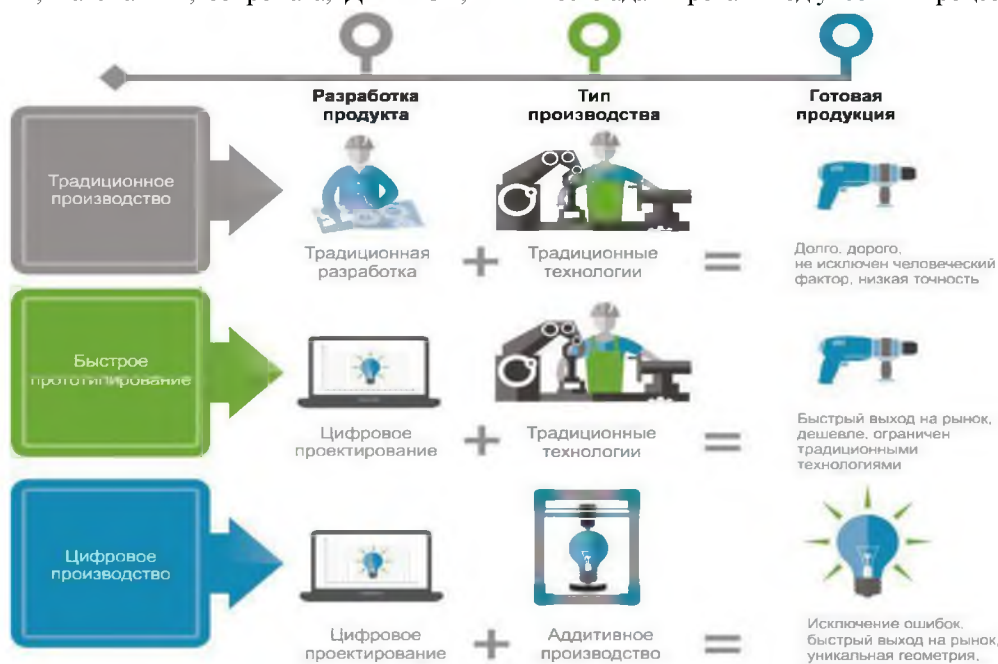 Разработка
продукта
Тип
производства
Готовая
продукция
Традиционное
производство
Традиционная
разработка
+
Традиционные
технологии
=
Долго, дорого,
не исключен человеческий
фактор, низкая точность
Быстрое
прототипирование
Цифровое
проектирование
+
Традиционные
технологии
=
Быстрый выход на рынок,
дешевле, ограничен
традиционными
технологиями
Цифровое
производство
Цифровое
проектирование
+
Аддитивное
производство
=
Исключение ошибок,
быстрый выход на рынок,
уникальная геометрия,